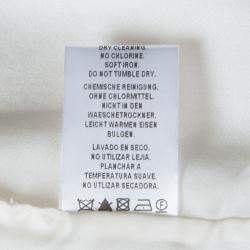 DRY CLEANING.
NO CHLORINE.
SOFT IRON.
DO NOT TUMBLE DRY.
CHEMISCHE REINIGUNG.
OHNE CHLORMITTEL.
NICHT IN DEN
WAESCHETROCKNER.
LEICHT WARMEN EISEN
BÜLGEN.
LAVADO EN SECO.
NO UTILIZAR LEJIA.
PLANCHAR A
TEMPERATURA SUAVE.
NO UTILIZAR SECADORA.
F